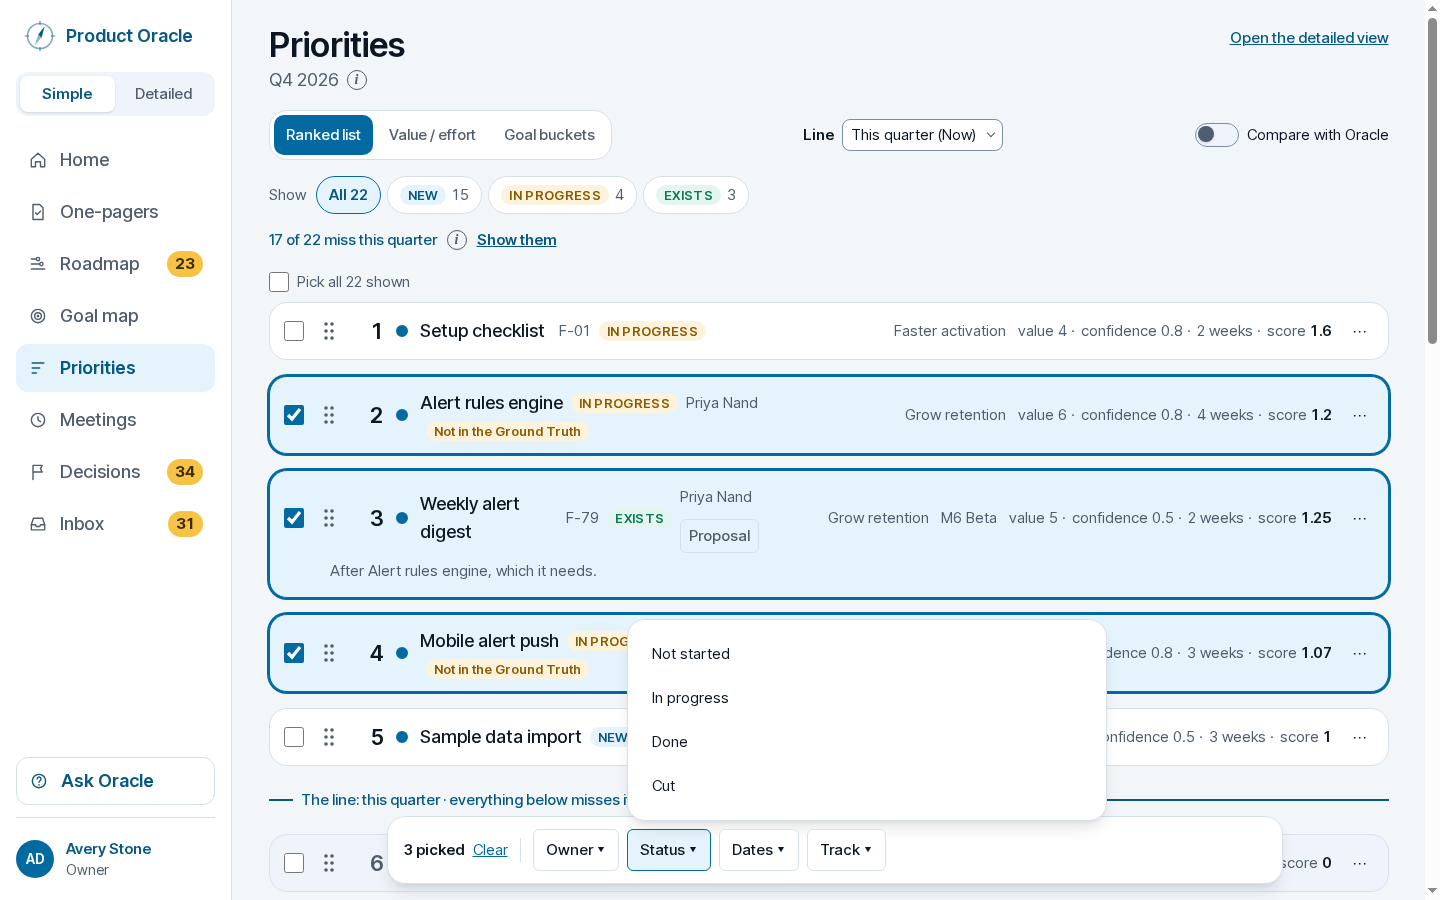 Product Oracle
Simple Detailed
Home
One-pagers
Roadmap 23
Goal map
Priorities
Meetings
Decisions 34
Inbox 31
Ask Oracle
AD Avery Stone
Owner
Priorities
Open the detailed view
Q4 2026 i
Ranked list Value / effort Goal buckets
Line This quarter (Now)
Compare with Oracle
Show All 22 NEW 15 IN PROGRESS 4 EXISTS 3
17 of 22 miss this quarter i Show them
Pick all 22 shown
1 Setup checklist F-01 IN PROGRESS Faster activation value 4 · confidence 0.8 · 2 weeks · score 1.6 ...
2 Alert rules engine IN PROGRESS Priya Nand Grow retention value 6 · confidence 0.8 · 4 weeks · score 1.2 ...
Not in the Ground Truth
3 Weekly alert digest F-79 EXISTS Priya Nand Proposal Grow retention M6 Beta value 5 · confidence 0.5 · 2 weeks · score 1.25 ...
After Alert rules engine, which it needs.
4 Mobile alert push IN PROG dence 0.8 · 3 weeks · score 1.07 ...
Not in the Ground Truth
5 Sample data import NEW onfidence 0.5 · 3 weeks · score 1 ...
The line: this quarter · everything below misses i
6 score 0 ...
Not started
In progress
Done
Cut
3 picked Clear Owner ▾ Status ▾ Dates ▾ Track ▾